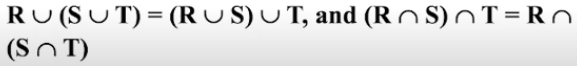 R ∪ (S ∪ T) = (R ∪ S) ∪ T, and (R ∩ S) ∩ T = R ∩
(S ∩ T)